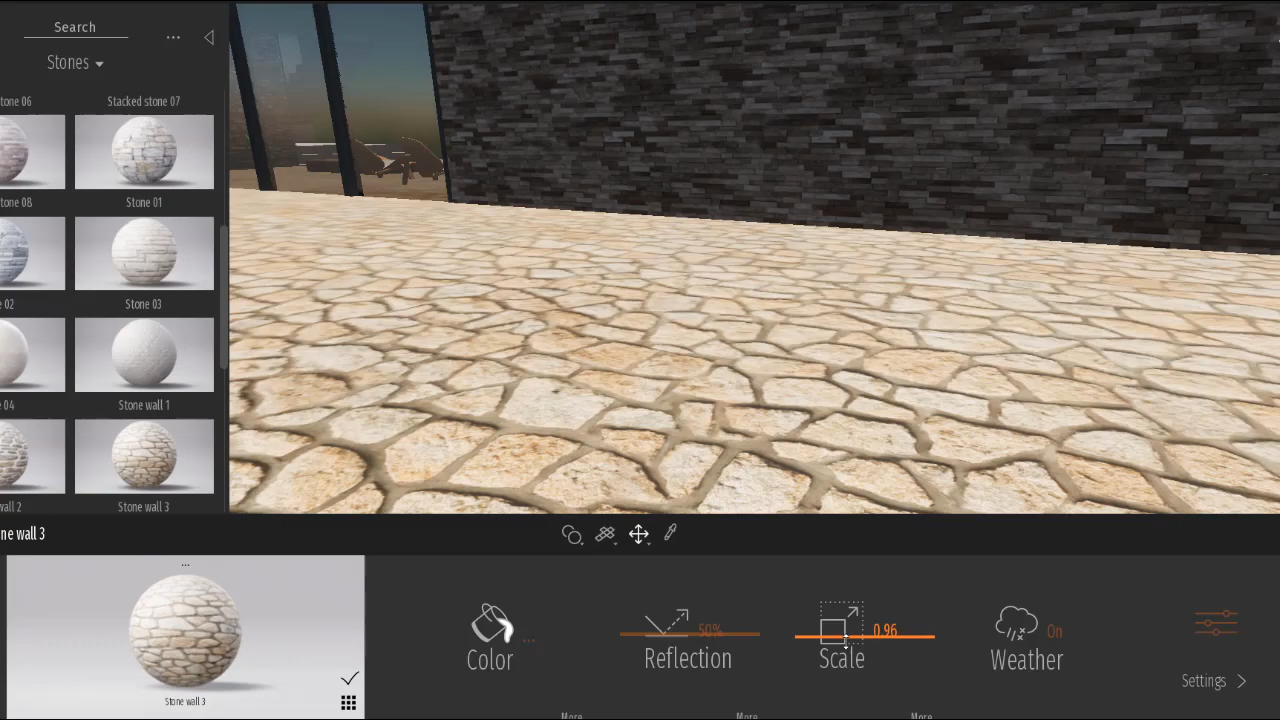 Search
...
Stones
tone 06
Stacked stone 07
tone 08
Stone 01
02
Stone 03
04
Stone wall 1
wall 2
Stone wall 3
ne wall 3
...
Stone wall 3
Color
...
50%
Reflection
0.96
Scale
On
Weather
Settings
More
More
More